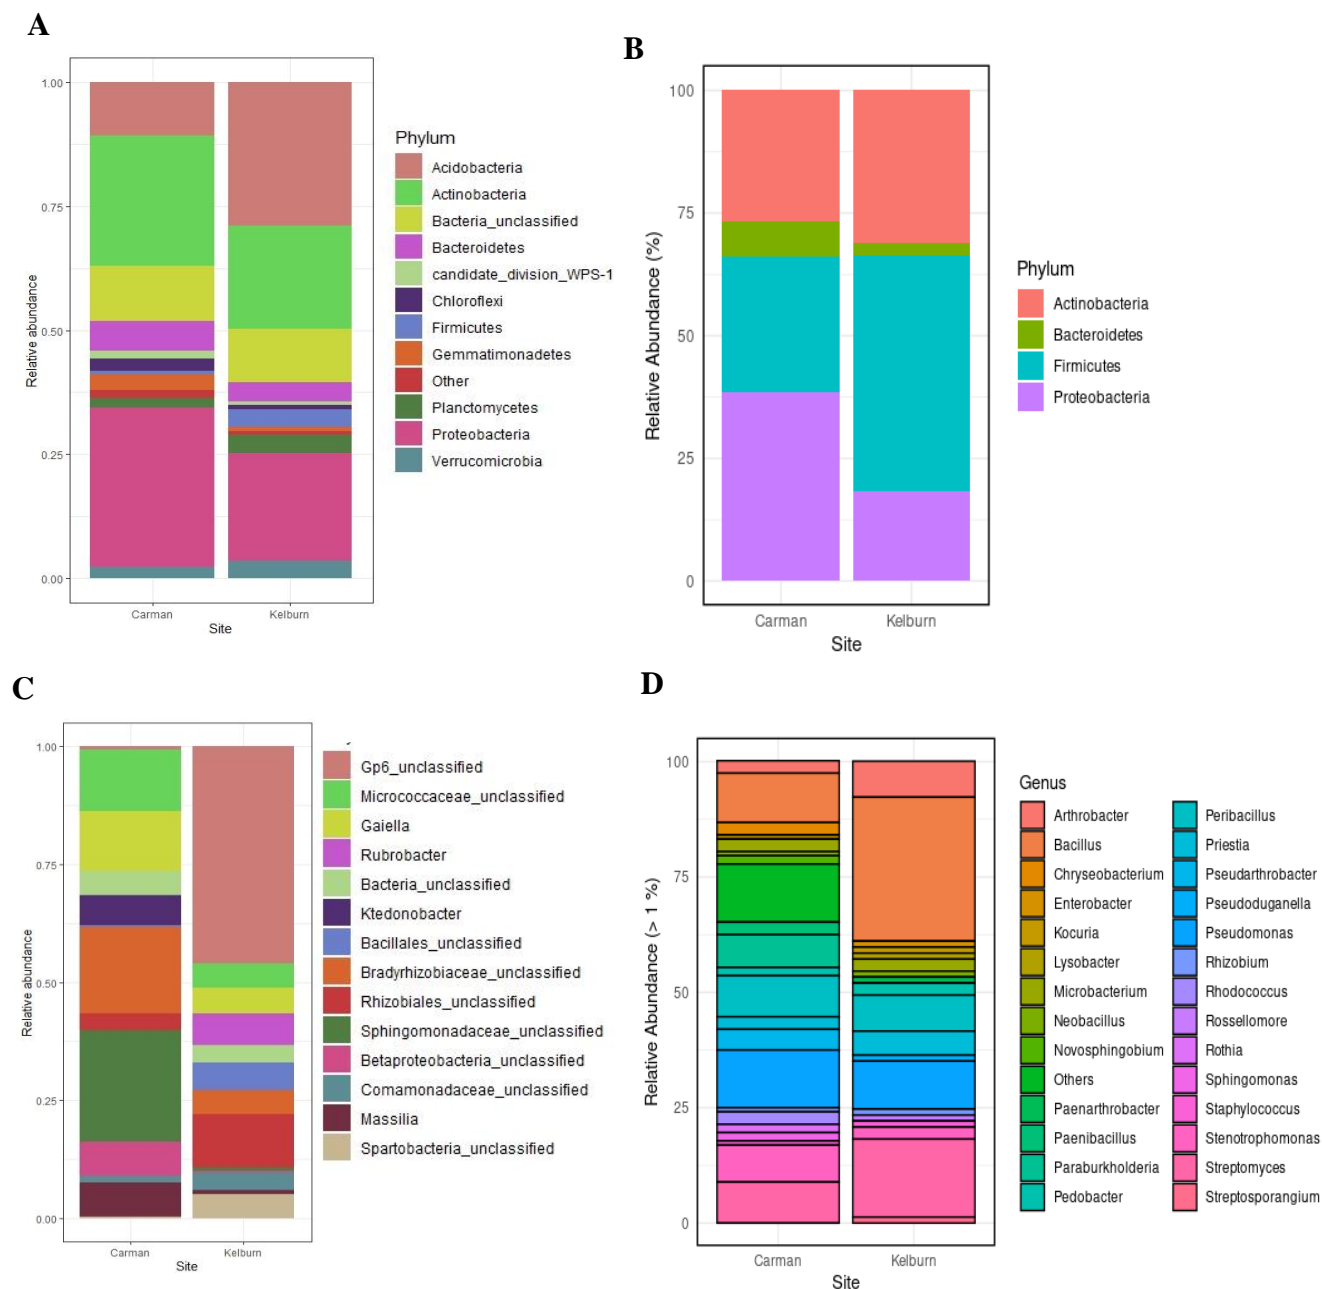 A
1.00
0.75
0.50
0.25
0.00
Relative abundance
Carman
Kelburn
Site
Phylum
Acidobacteria
Actinobacteria
Bacteria_unclassified
Bacteroidetes
candidate_division_WPS-1
Chloroflexi
Firmicutes
Gemmatimonadetes
Other
Planctomycetes
Proteobacteria
Verrucomicrobia
B
100
75
50
25
0
Relative Abundance (%)
Carman
Kelburn
Site
Phylum
Actinobacteria
Bacteroidetes
Firmicutes
Proteobacteria
C
1.00
0.75
0.50
0.25
0.00
Relative abundance
Carman
Kelburn
Site
Gp6_unclassified
Micrococcaceae_unclassified
Gaiella
Rubrobacter
Bacteria_unclassified
Ktedonobacter
Bacillales_unclassified
Bradyrhizobiaceae_unclassified
Rhizobiales_unclassified
Sphingomonadaceae_unclassified
Betaproteobacteria_unclassified
Comamonadaceae_unclassified
Massilia
Spartobacteria_unclassified
D
100
75
50
25
0
Relative Abundance (> 1 %)
Carman
Kelburn
Site
Genus
Arthrobacter
Bacillus
Chryseobacterium
Enterobacter
Kocuria
Lysobacter
Microbacterium
Neobacillus
Novosphingobium
Others
Paenarthrobacter
Paenibacillus
Paraburkholderia
Pedobacter
Peribacillus
Priestia
Pseudarthrobacter
Pseudoduganella
Pseudomonas
Rhizobium
Rhodococcus
Rossellomore
Rothia
Sphingomonas
Staphylococcus
Stenotrophomonas
Streptomyces
Streptosporangium